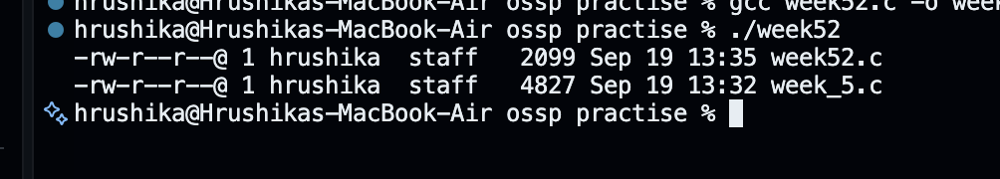 hrushika@Hrushikas-MacBook-Air ossp practise % gcc week52.c -o week
hrushika@Hrushikas-MacBook-Air ossp practise % ./week52
-rw-r--r--@ 1 hrushika  staff   2099 Sep 19 13:35 week52.c
-rw-r--r--@ 1 hrushika  staff   4827 Sep 19 13:32 week_5.c
hrushika@Hrushikas-MacBook-Air ossp practise %